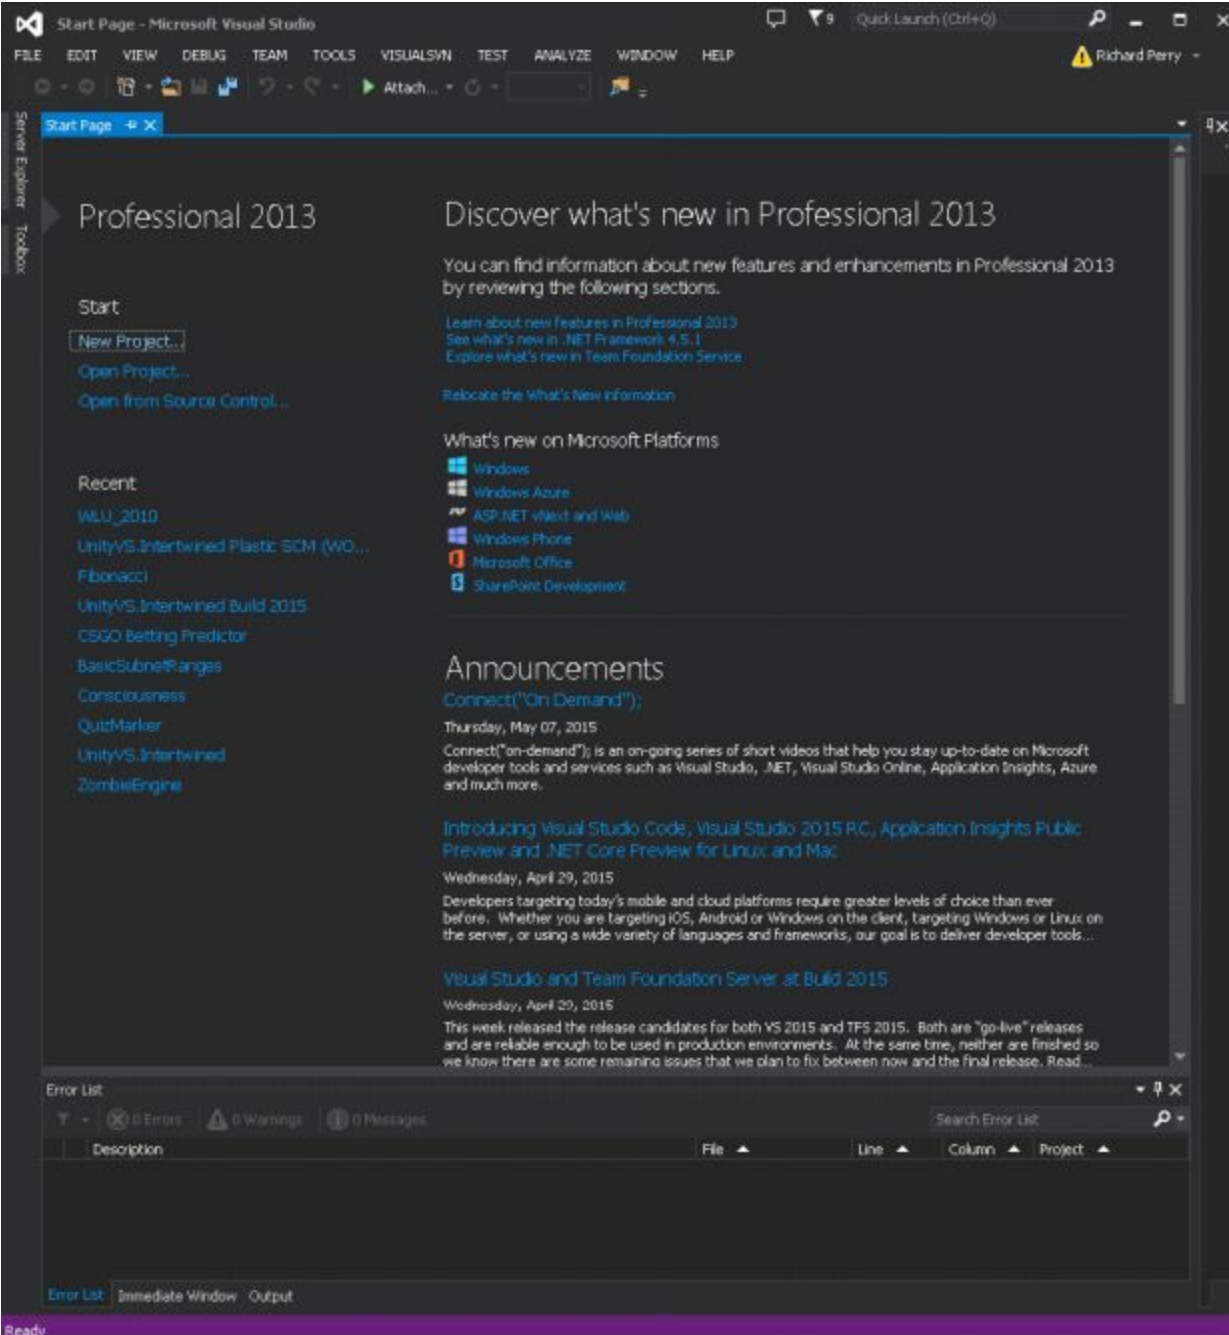 Start Page - Microsoft Visual Studio
9
Quick Launch (Ctrl+Q)
FILE EDIT VIEW DEBUG TEAM TOOLS VISUALSVN TEST ANALYZE WINDOW HELP
Richard Perry
Attach...
Server Explorer
Toolbox
Start Page
Professional 2013
Start
New Project...
Open Project...
Open from Source Control...
Recent
WLU_2010
UnityVS.Intertwined Plastic SCM (WO...
Fibonacci
UnityVS.Intertwined Build 2015
CSGO Betting Predictor
BasicSubnetRanges
Consciousness
QuizMarker
UnityVS.Intertwined
ZombieEngine
Discover what's new in Professional 2013
You can find information about new features and enhancements in Professional 2013
by reviewing the following sections.
Learn about new features in Professional 2013
See what's new in .NET Framework 4.5.1
Explore what's new in Team Foundation Service
Relocate the What's New information
What's new on Microsoft Platforms
Windows
Windows Azure
ASP.NET vNext and Web
Windows Phone
Microsoft Office
SharePoint Development
Announcements
Connect("On Demand");
Thursday, May 07, 2015
Connect("on-demand"); is an on-going series of short videos that help you stay up-to-date on Microsoft
developer tools and services such as Visual Studio, .NET, Visual Studio Online, Application Insights, Azure
and much more.
Introducing Visual Studio Code, Visual Studio 2015 RC, Application Insights Public
Preview and .NET Core Preview for Linux and Mac
Wednesday, April 29, 2015
Developers targeting today's mobile and cloud platforms require greater levels of choice than ever
before. Whether you are targeting iOS, Android or Windows on the client, targeting Windows or Linux on
the server, or using a wide variety of languages and frameworks, our goal is to deliver developer tools...
Visual Studio and Team Foundation Server at Build 2015
Wednesday, April 29, 2015
This week released the release candidates for both VS 2015 and TFS 2015. Both are "go-live" releases
and are reliable enough to be used in production environments. At the same time, neither are finished so
we know there are some remaining issues that we plan to fix between now and the final release. Read...
Error List
0 Errors 0 Warnings 0 Messages
Search Error List
Description File Line Column Project
Error List Immediate Window Output
Ready